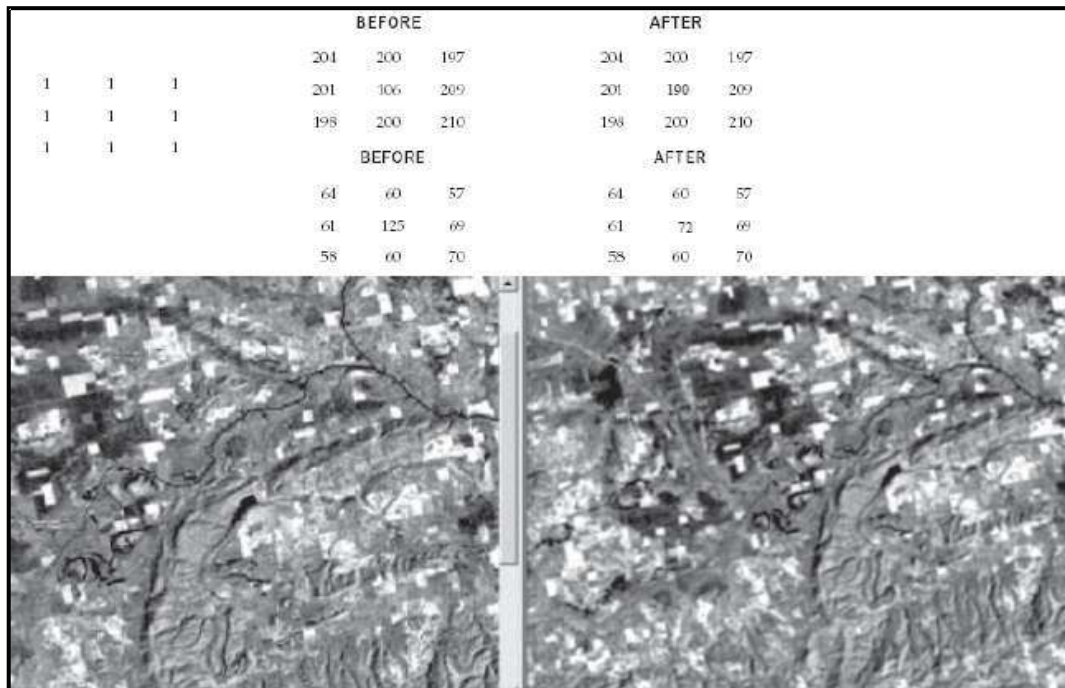 BEFORE AFTER
204 200 197 204 200 197
1 1 1
201 106 209 201 190 209
1 1 1
198 200 210 198 200 210
1 1 1
BEFORE AFTER
64 60 57 64 60 57
61 125 69 61 72 69
58 60 70 58 60 70